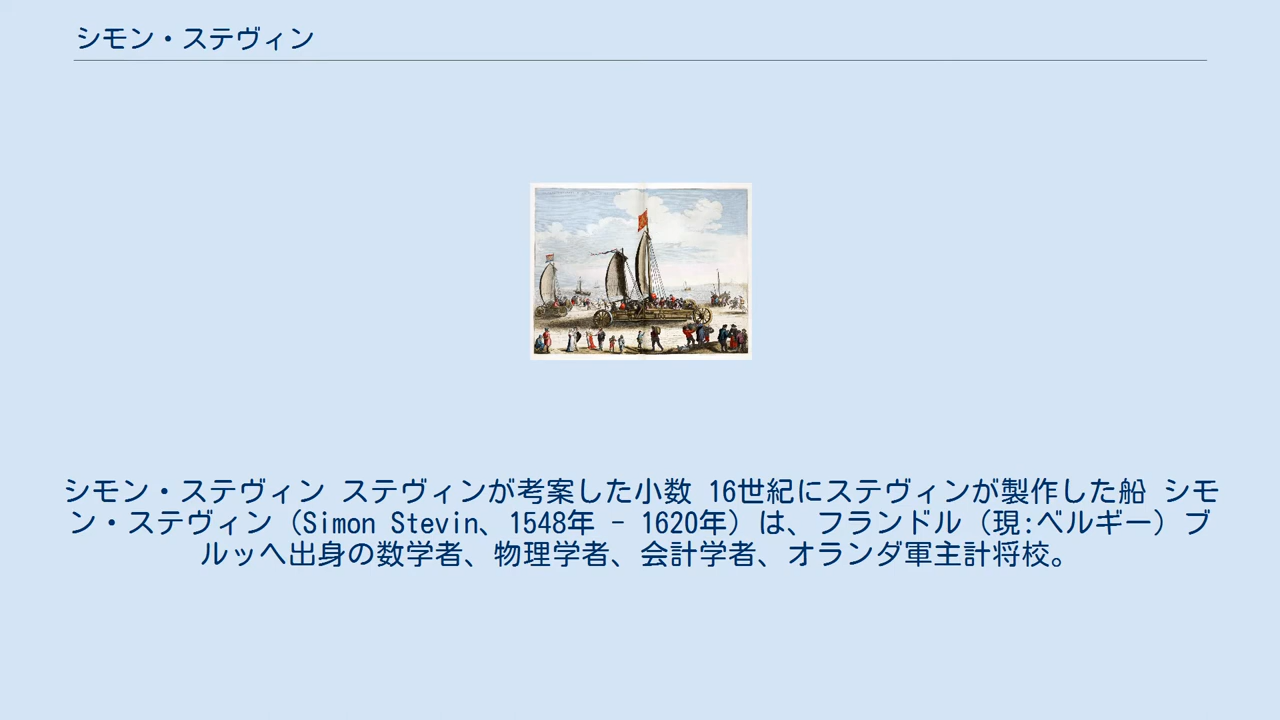 シモン・ステヴィン
シモン・ステヴィン ステヴィンが考案した小数 16世紀にステヴィンが製作した船 シモ
ン・ステヴィン（Simon Stevin、1548年 - 1620年）は、フランドル（現:ベルギー）ブ
ルッヘ出身の数学者、物理学者、会計学者、オランダ軍主計将校。